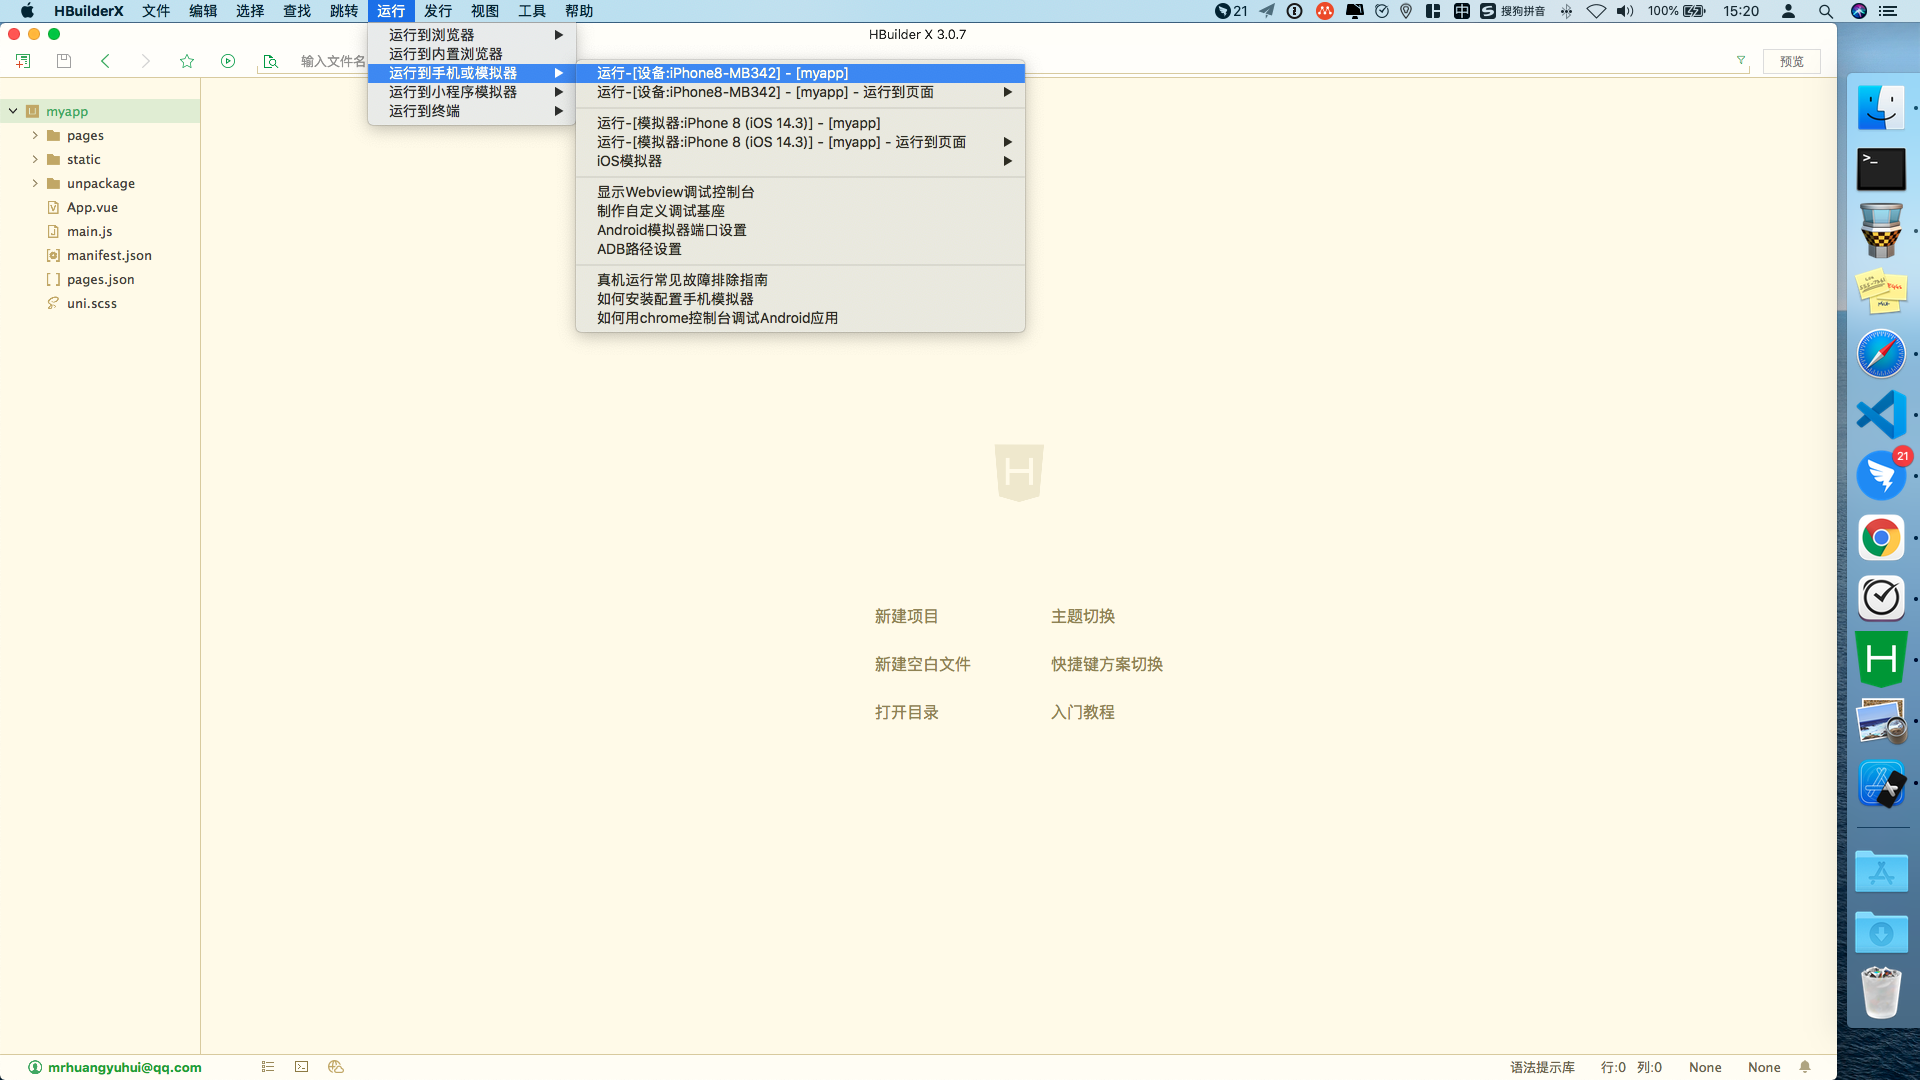 HBuilderX 文件 编辑 选择 查找 跳转 运行 发行 视图 工具 帮助
21 搜狗拼音 100% 15:20
HBuilder X 3.0.7
输入文件名
预览
运行到浏览器
运行到内置浏览器
运行到手机或模拟器
运行到小程序模拟器
运行到终端
运行-[设备:iPhone8-MB342] - [myapp]
运行-[设备:iPhone8-MB342] - [myapp] - 运行到页面
运行-[模拟器:iPhone 8 (iOS 14.3)] - [myapp]
运行-[模拟器:iPhone 8 (iOS 14.3)] - [myapp] - 运行到页面
iOS模拟器
显示Webview调试控制台
制作自定义调试基座
Android模拟器端口设置
ADB路径设置
真机运行常见故障排除指南
如何安装配置手机模拟器
如何用chrome控制台调试Android应用
myapp
pages
static
unpackage
App.vue
main.js
manifest.json
pages.json
uni.scss
新建项目 主题切换
新建空白文件 快捷键方案切换
打开目录 入门教程
21
mrhuangyuhui@qq.com
语法提示库 行:0 列:0 None None